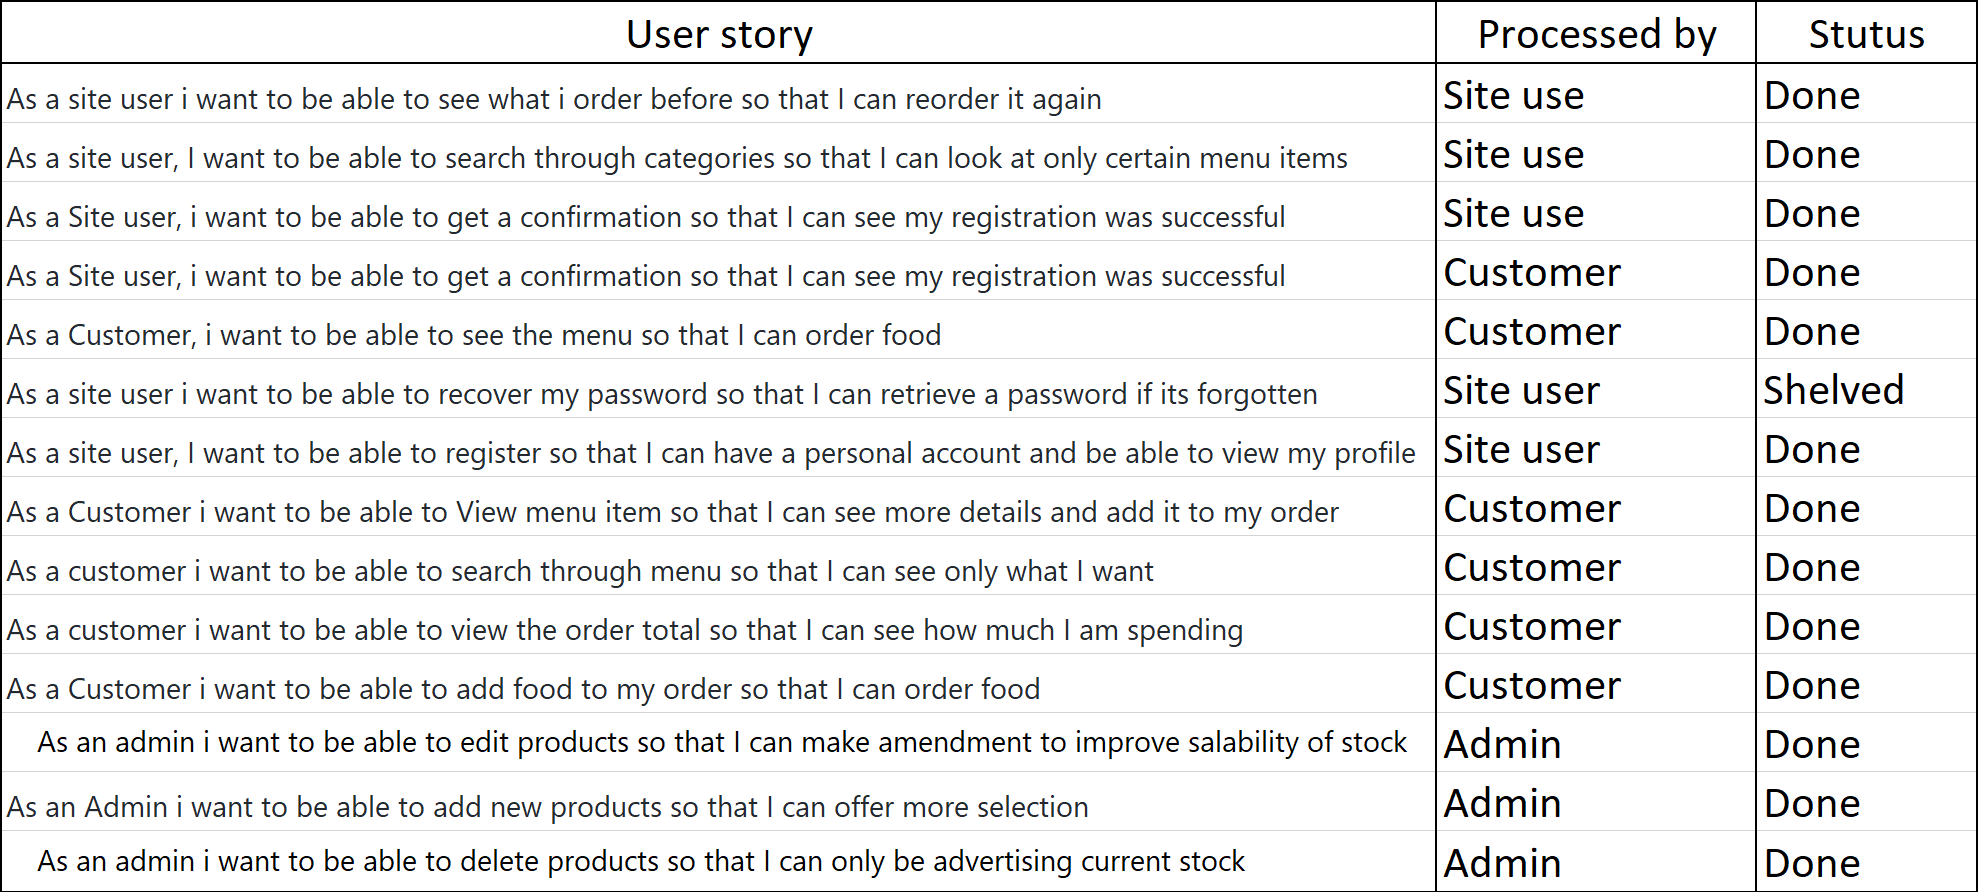 User story Processed by Stutus
As a site user i want to be able to see what i order before so that I can reorder it again Site use Done
As a site user, I want to be able to search through categories so that I can look at only certain menu items Site use Done
As a Site user, i want to be able to get a confirmation so that I can see my registration was successful Site use Done
As a Site user, i want to be able to get a confirmation so that I can see my registration was successful Customer Done
As a Customer, i want to be able to see the menu so that I can order food Customer Done
As a site user i want to be able to recover my password so that I can retrieve a password if its forgotten Site user Shelved
As a site user, I want to be able to register so that I can have a personal account and be able to view my profile Site user Done
As a Customer i want to be able to View menu item so that I can see more details and add it to my order Customer Done
As a customer i want to be able to search through menu so that I can see only what I want Customer Done
As a customer i want to be able to view the order total so that I can see how much I am spending Customer Done
As a Customer i want to be able to add food to my order so that I can order food Customer Done
As an admin i want to be able to edit products so that I can make amendment to improve salability of stock Admin Done
As an Admin i want to be able to add new products so that I can offer more selection Admin Done
As an admin i want to be able to delete products so that I can only be advertising current stock Admin Done